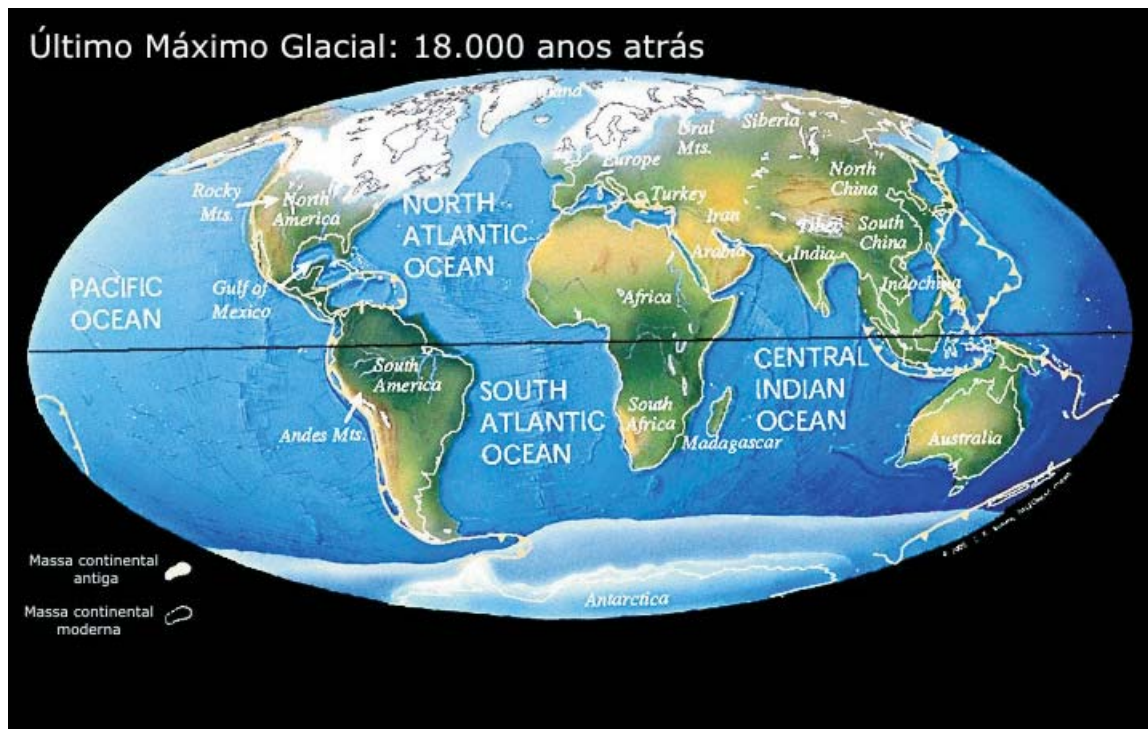 Último Máximo Glacial: 18.000 anos atrás
Siberia
Ural
Mts.
Europe
North
China
Rocky
Mts.
North
America
NORTH
ATLANTIC
OCEAN
Turkey
Iran
Tibet
South
China
Arabia
India
PACIFIC
OCEAN
Gulf of
Mexico
Africa
Indochina
South
America
CENTRAL
INDIAN
OCEAN
SOUTH
ATLANTIC
OCEAN
South
Africa
Andes Mts.
Madagascar
Australia
Massa continental
antiga
Massa continental
moderna
Antarctica